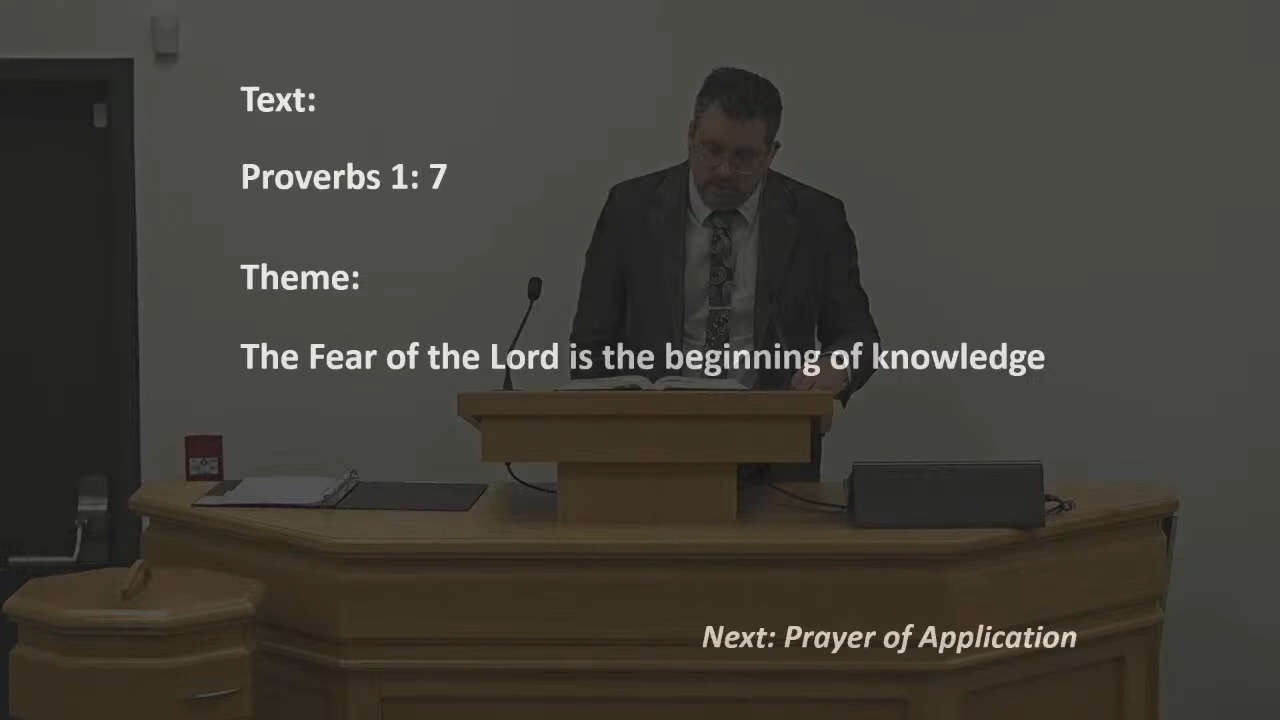 Text:
Proverbs 1: 7
Theme:
The Fear of the Lord is the beginning of knowledge
Next: Prayer of Application